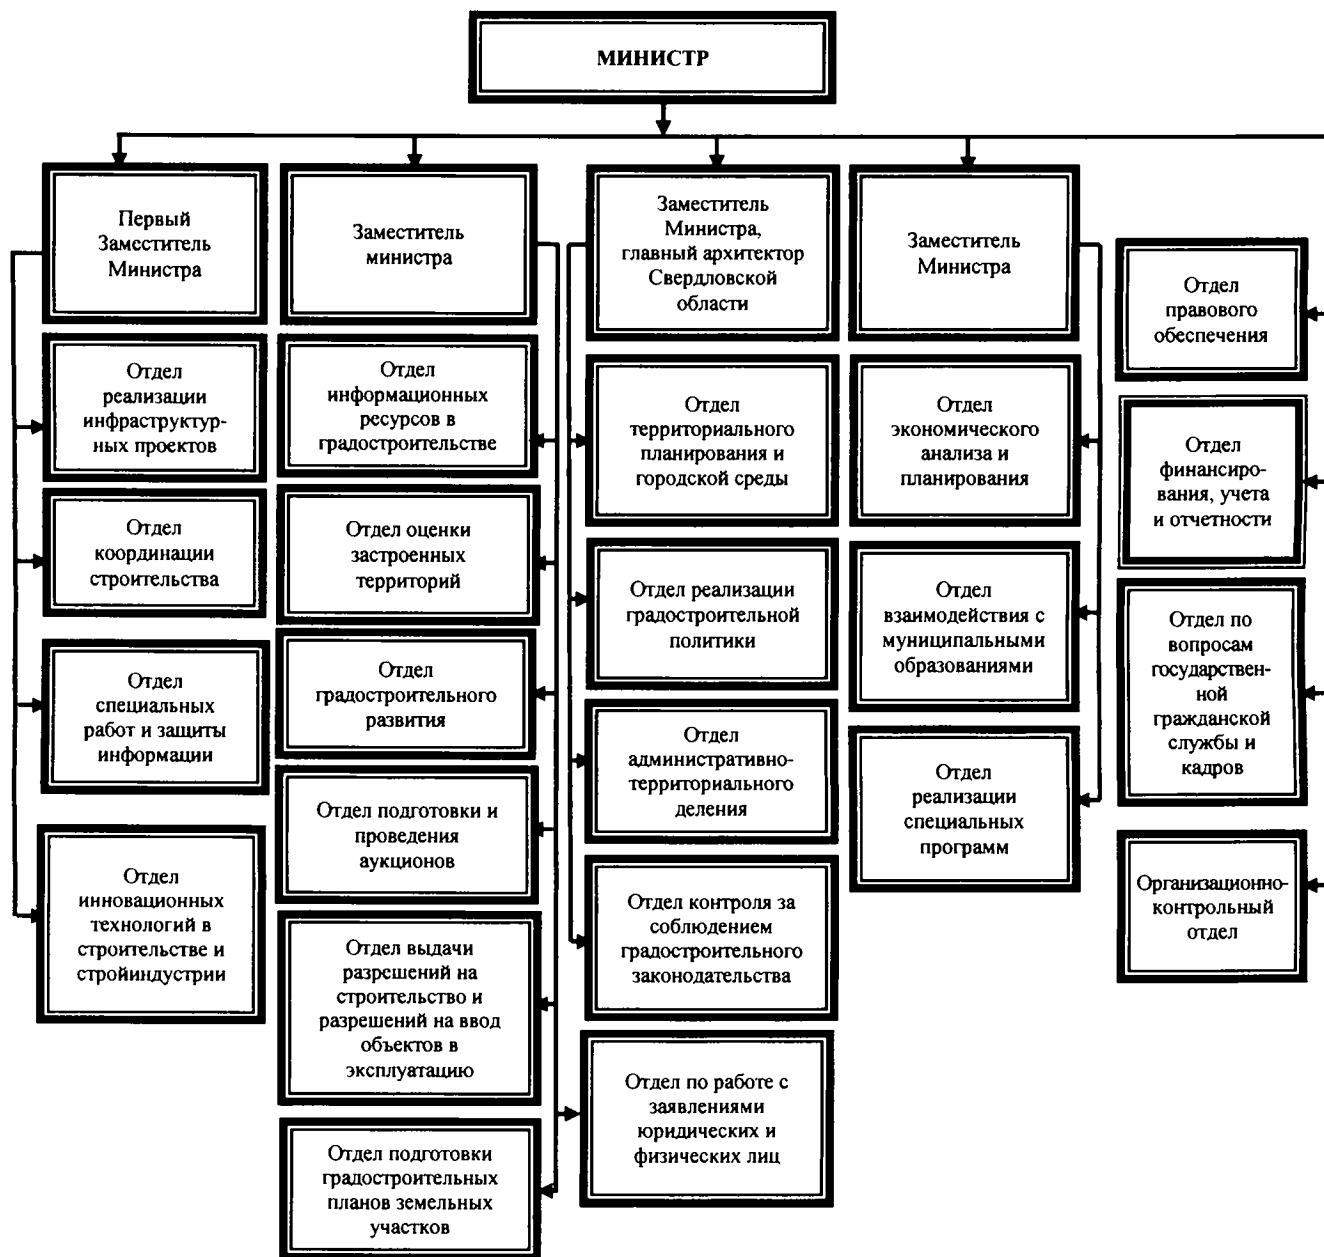 МИНИСТР
Первый
Заместитель
Министра
Заместитель
министра
Заместитель
Министра,
главный архитектор
Свердловской
области
Заместитель
Министра
Отдел
реализации
инфраструктур-
ных проектов
Отдел
координации
строительства
Отдел
специальных
работ и защиты
информации
Отдел
инновационных
технологий в
строительстве и
стройиндустрии
Отдел
информационных
ресурсов в
градостроительстве
Отдел оценки
застроенных
территорий
Отдел
градостроительного
развития
Отдел подготовки и
проведения
аукционов
Отдел выдачи
разрешений на
строительство и
разрешений на ввод
объектов в
эксплуатацию
Отдел подготовки
градостроительных
планов земельных
участков
Отдел
территориального
планирования и
городской среды
Отдел реализации
градостроительной
политики
Отдел
административно-
территориального
деления
Отдел контроля за
соблюдением
градостроительного
законодательства
Отдел по работе с
заявлениями
юридических и
физических лиц
Отдел
экономического
анализа и
планирования
Отдел
взаимодействия с
муниципальными
образованиями
Отдел
реализации
специальных
программ
Отдел
правового
обеспечения
Отдел
финансиро-
вания, учета
и отчетности
Отдел по
вопросам
государствен-
ной
гражданской
службы и
кадров
Организационно-
контрольный
отдел